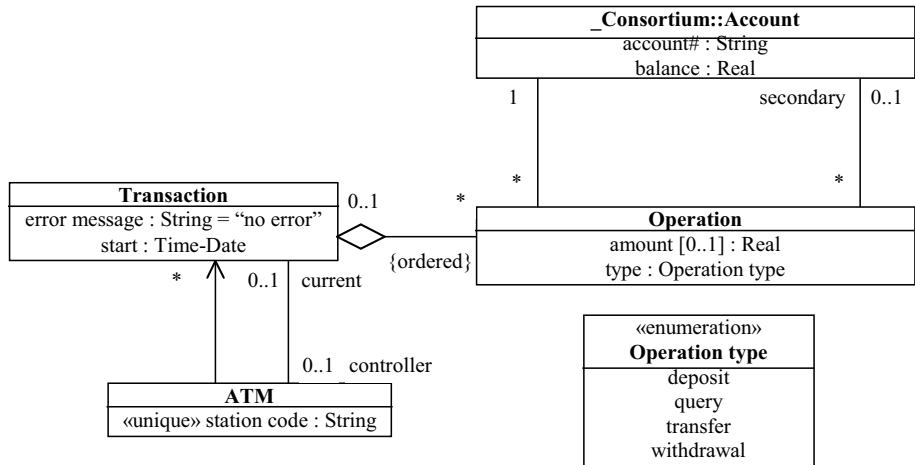 _Consortium::Account
account# : String
balance : Real
1
secondary
0..1
*
*
Transaction
error message : String = “no error”
start : Time-Date
0..1
*
{ordered}
Operation
amount [0..1] : Real
type : Operation type
*
0..1
current
0..1
_controller
ATM
«unique» station code : String
«enumeration»
Operation type
deposit
query
transfer
withdrawal